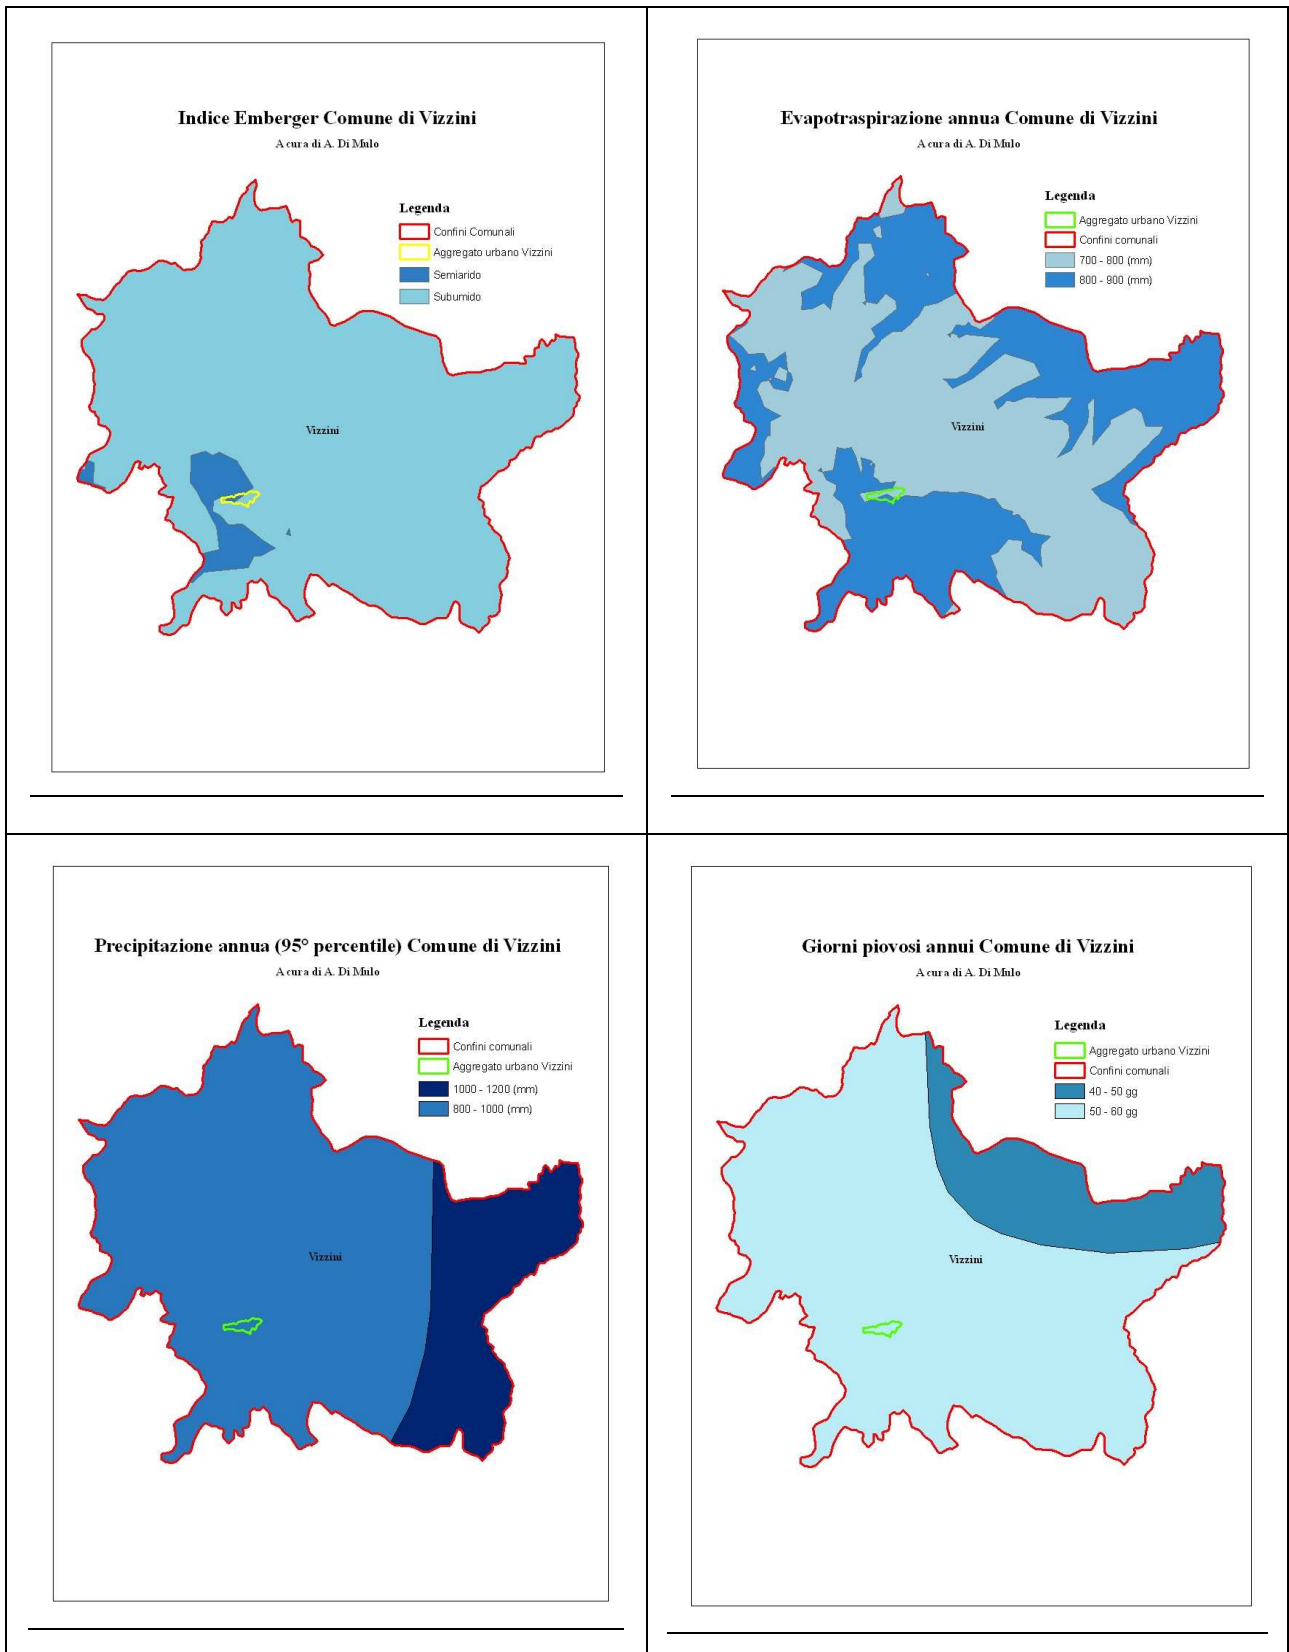 Indice Emberger Comune di Vizzini
A cura di A. Di Mulo
Legenda
Confini Comunali
Aggregato urbano Vizzini
Semiarido
Subumido
Vizzini
Evapotraspirazione annua Comune di Vizzini
A cura di A. Di Mulo
Legenda
Aggregato urbano Vizzini
Confini comunali
700 - 800 (mm)
800 - 900 (mm)
Vizzini
Precipitazione annua (95° percentile) Comune di Vizzini
A cura di A. Di Mulo
Legenda
Confini comunali
Aggregato urbano Vizzini
1000 - 1200 (mm)
800 - 1000 (mm)
Vizzini
Giorni piovosi annui Comune di Vizzini
A cura di A. Di Mulo
Legenda
Aggregato urbano Vizzini
Confini comunali
40 - 50 gg
50 - 60 gg
Vizzini